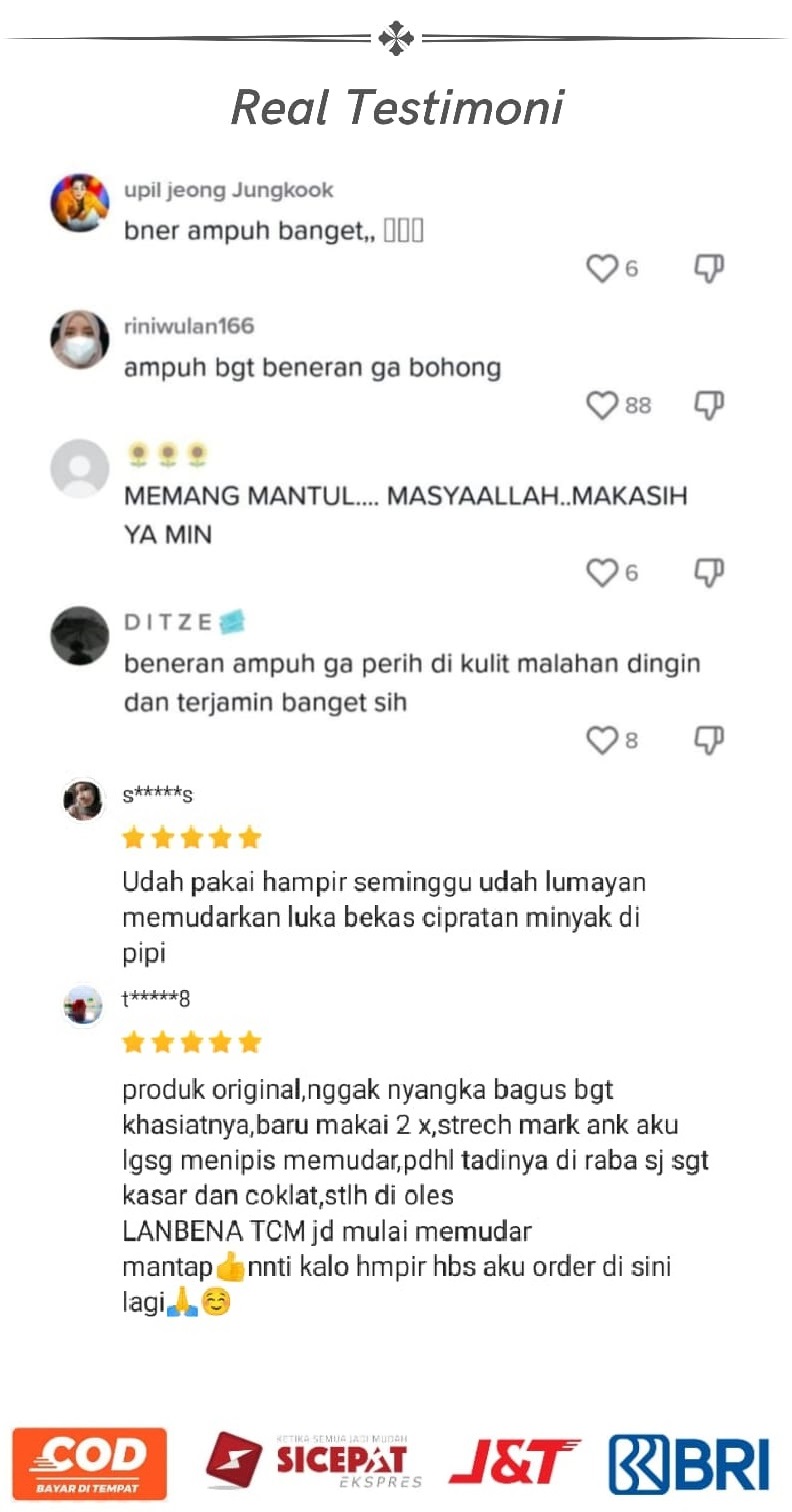 Real Testimoni
upil jeong Jungkook
bner ampuh banget,, 
6
riniwulan166
ampuh bgt beneran ga bohong
88
🌻🌻🌻
MEMANG MANTUL.... MASYAALLAH..MAKASIH
YA MIN
6
D I T Z E
beneran ampuh ga perih di kulit malahan dingin
dan terjamin banget sih
8
s*****s
Udah pakai hampir seminggu udah lumayan
memudarkan luka bekas cipratan minyak di
pipi
t*****8
produk original,nggak nyangka bagus bgt
khasiatnya,baru makai 2 x,strech mark ank aku
lgsg menipis memudar,pdhl tadinya di raba sj sgt
kasar dan coklat,stlh di oles
LANBENA TCM jd mulai memudar
mantap👍nnti kalo hmpir hbs aku order di sini
lagi🙏☺️
COD
BAYAR DI TEMPAT
KETIKA SEMUA JADI MUDAH
SICEPAT
EKSPRES
J&T
BRI